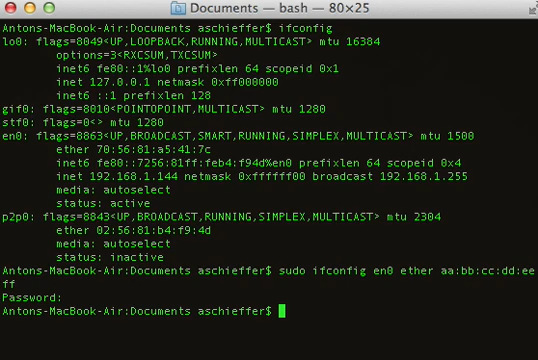 Documents — bash — 80×25
Antons-MacBook-Air:Documents aschieffer$ ifconfig
lo0: flags=8049<UP,LOOPBACK,RUNNING,MULTICAST> mtu 16384
options=3<RXCSUM,TXCSUM>
inet6 fe80::1%lo0 prefixlen 64 scopeid 0x1
inet 127.0.0.1 netmask 0xff000000
inet6 ::1 prefixlen 128
gif0: flags=8010<POINTOPOINT,MULTICAST> mtu 1280
stf0: flags=0<> mtu 1280
en0: flags=8863<UP,BROADCAST,SMART,RUNNING,SIMPLEX,MULTICAST> mtu 1500
ether 70:56:81:a5:41:7c
inet6 fe80::7256:81ff:feb4:f94d%en0 prefixlen 64 scopeid 0x4
inet 192.168.1.144 netmask 0xffffff00 broadcast 192.168.1.255
media: autoselect
status: active
p2p0: flags=8843<UP,BROADCAST,RUNNING,SIMPLEX,MULTICAST> mtu 2304
ether 02:56:81:b4:f9:4d
media: autoselect
status: inactive
Antons-MacBook-Air:Documents aschieffer$ sudo ifconfig en0 ether aa:bb:cc:dd:ee
ff
Password:
Antons-MacBook-Air:Documents aschieffer$